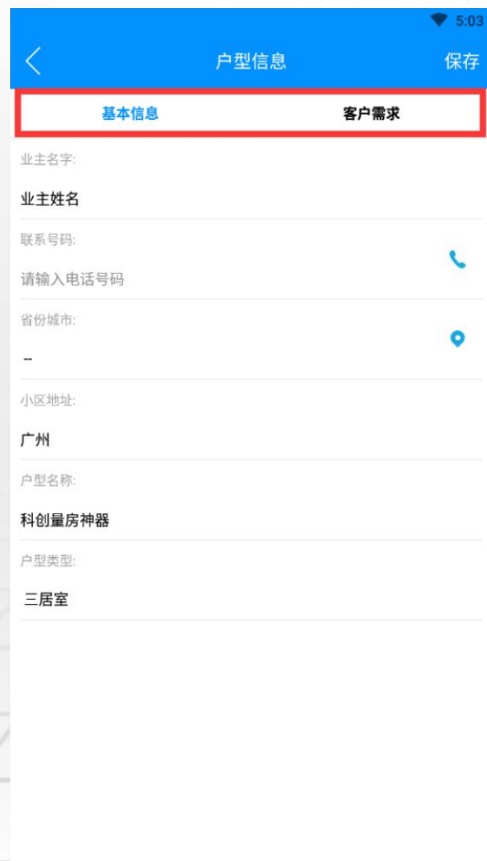 5:03
户型信息 保存
基本信息 客户需求
业主名字:
业主姓名
联系号码:
请输入电话号码
省份城市:
--
小区地址:
广州
户型名称:
科创量房神器
户型类型:
三居室